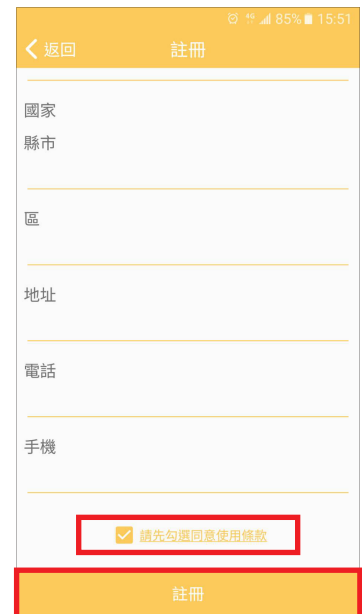 4G 85% 15:51
返回 註冊
國家
縣市
區
地址
電話
手機
請先勾選同意使用條款
註冊